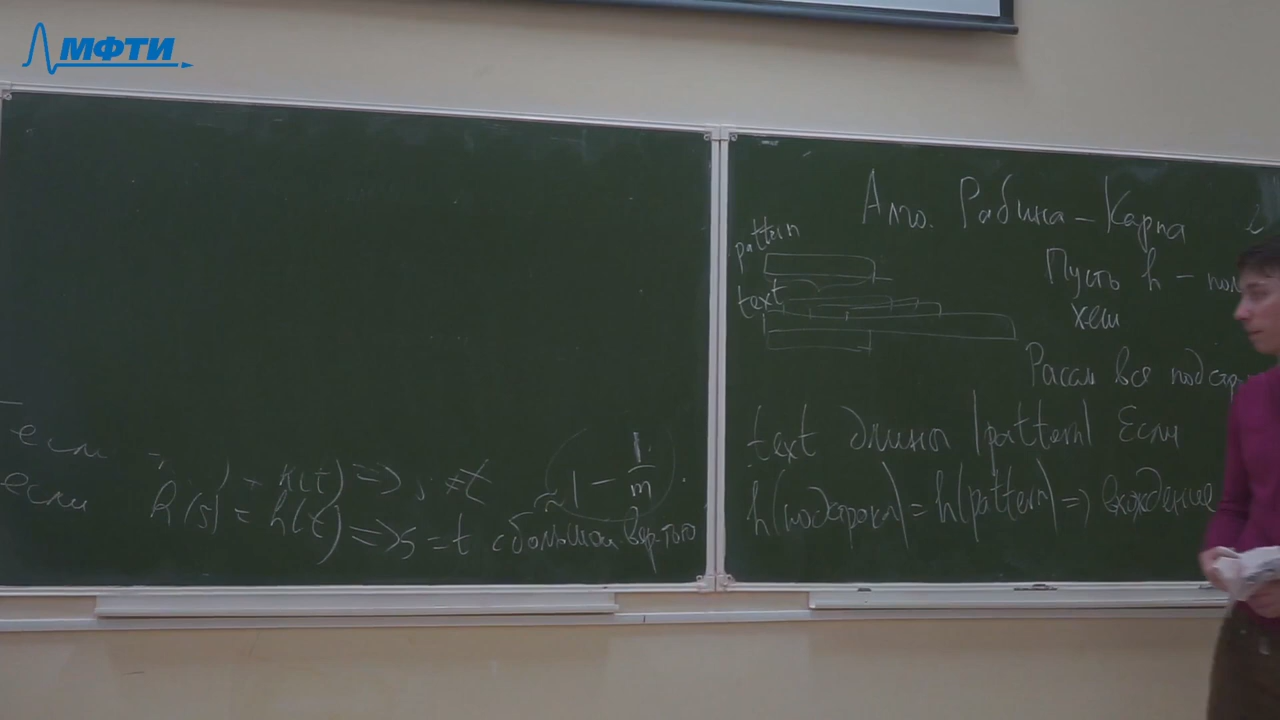 МФТИ
если
если h(s) = h(t) => s = t с большой вер-тью
h(t) => s ≠ t
≈ 1 - 1/m
Алго. Рабина-Карпа
pattern
text
Пусть h - пол
хеш
Рассм все подстр
text длины |pattern| Если
h(подстроки) = h(pattern) => вхождение